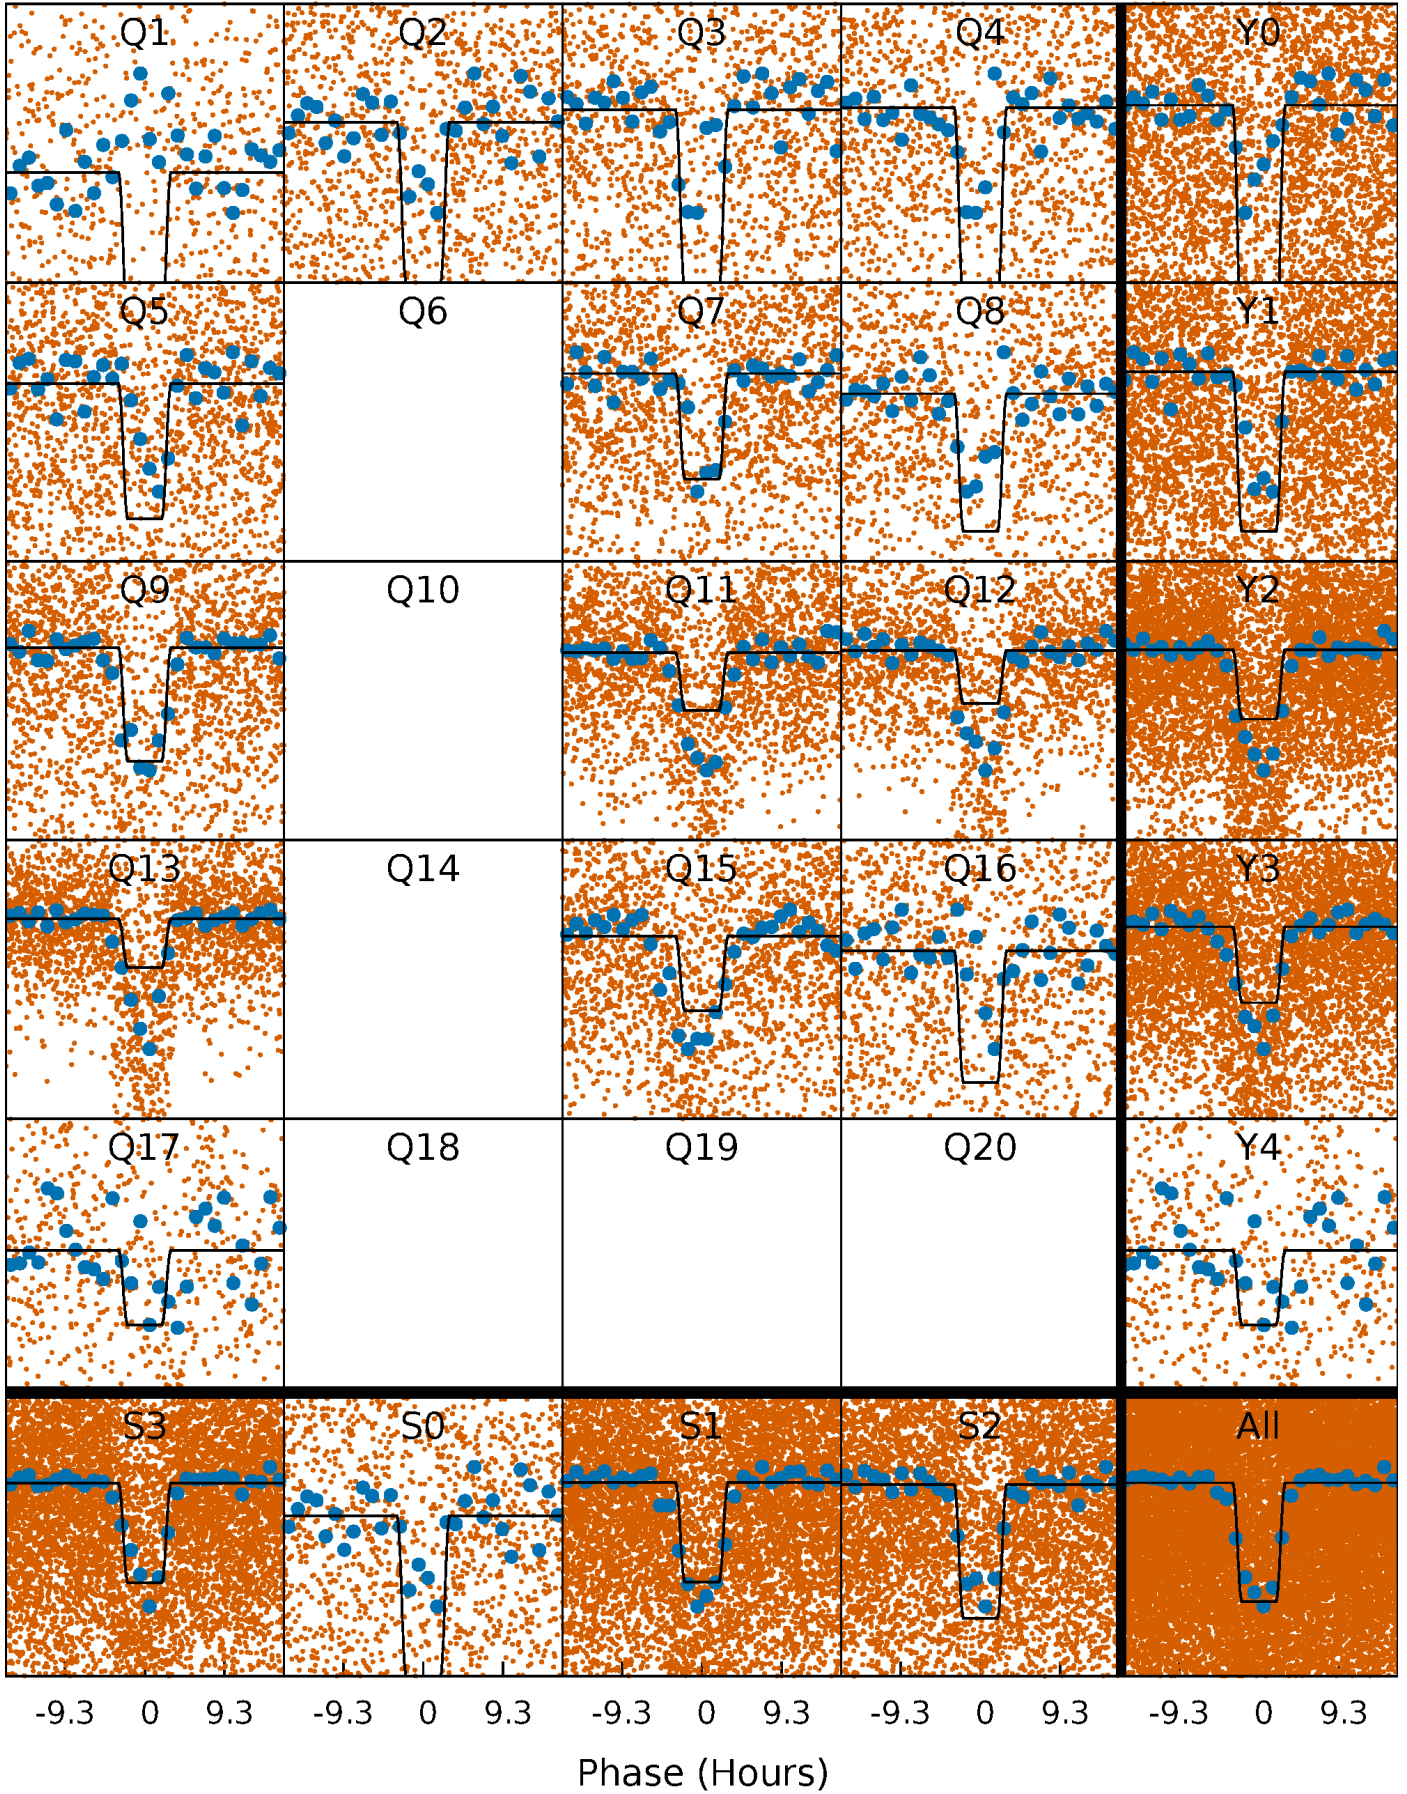 Q1 Q2 Q3 Q4 Y0
Q5 Q6 Q7 Q8 Y1
Q9 Q10 Q11 Q12 Y2
Q13 Q14 Q15 Q16 Y3
Q17 Q18 Q19 Q20 Y4
S3 S0 S1 S2 All
-9.3 0 9.3 -9.3 0 9.3 -9.3 0 9.3 -9.3 0 9.3 -9.3 0 9.3
Phase (Hours)